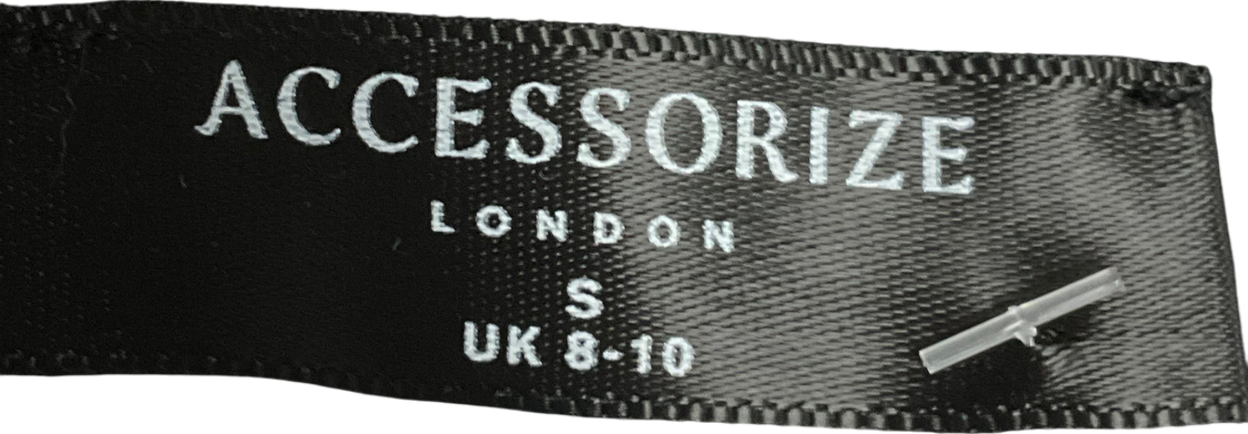 ACCESSORIZE
LONDON
S
UK 8-10